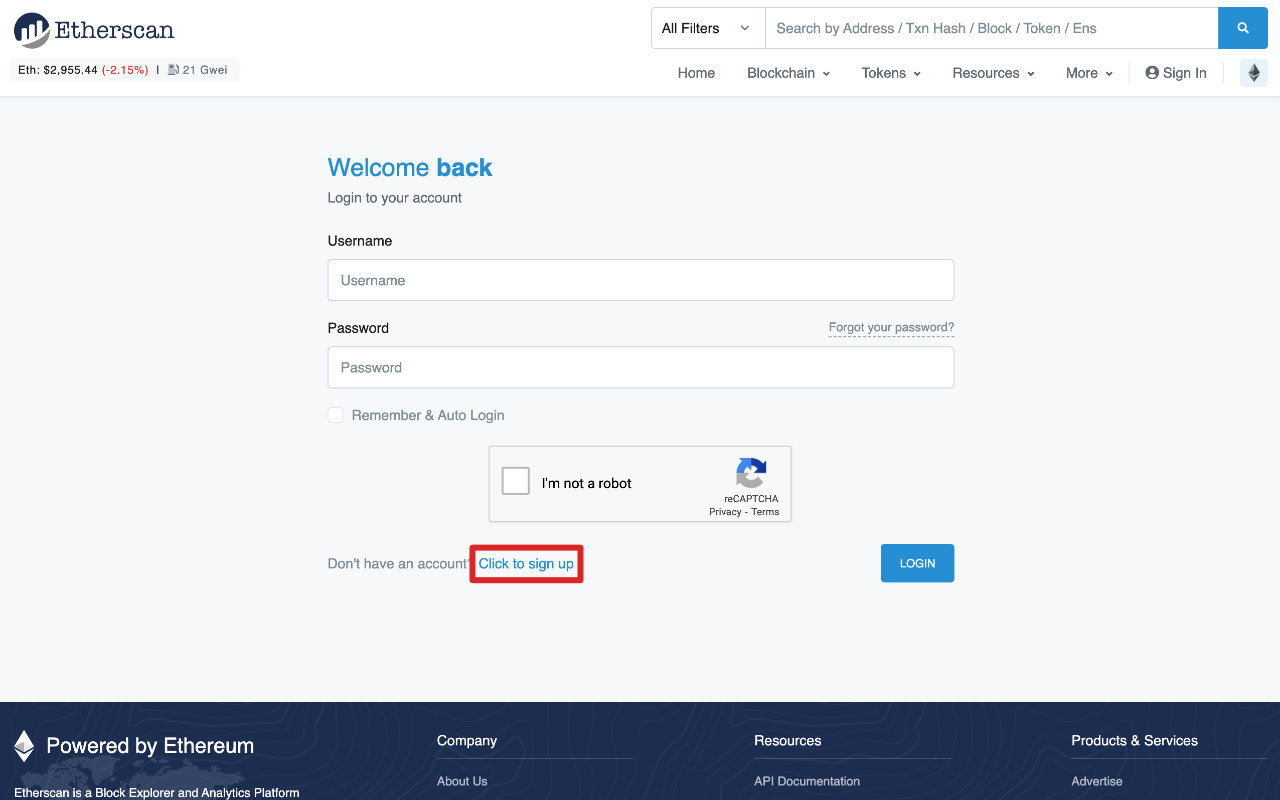 Etherscan
All Filters
Search by Address / Txn Hash / Block / Token / Ens
Eth: $2,955.44 (-2.15%) | 21 Gwei
Home Blockchain Tokens Resources More Sign In
Welcome back
Login to your account
Username
Username
Password Forgot your password?
Password
Remember & Auto Login
I'm not a robot
reCAPTCHA
Privacy - Terms
Don't have an account? Click to sign up
LOGIN
Powered by Ethereum
Etherscan is a Block Explorer and Analytics Platform
Company
About Us
Resources
API Documentation
Products & Services
Advertise